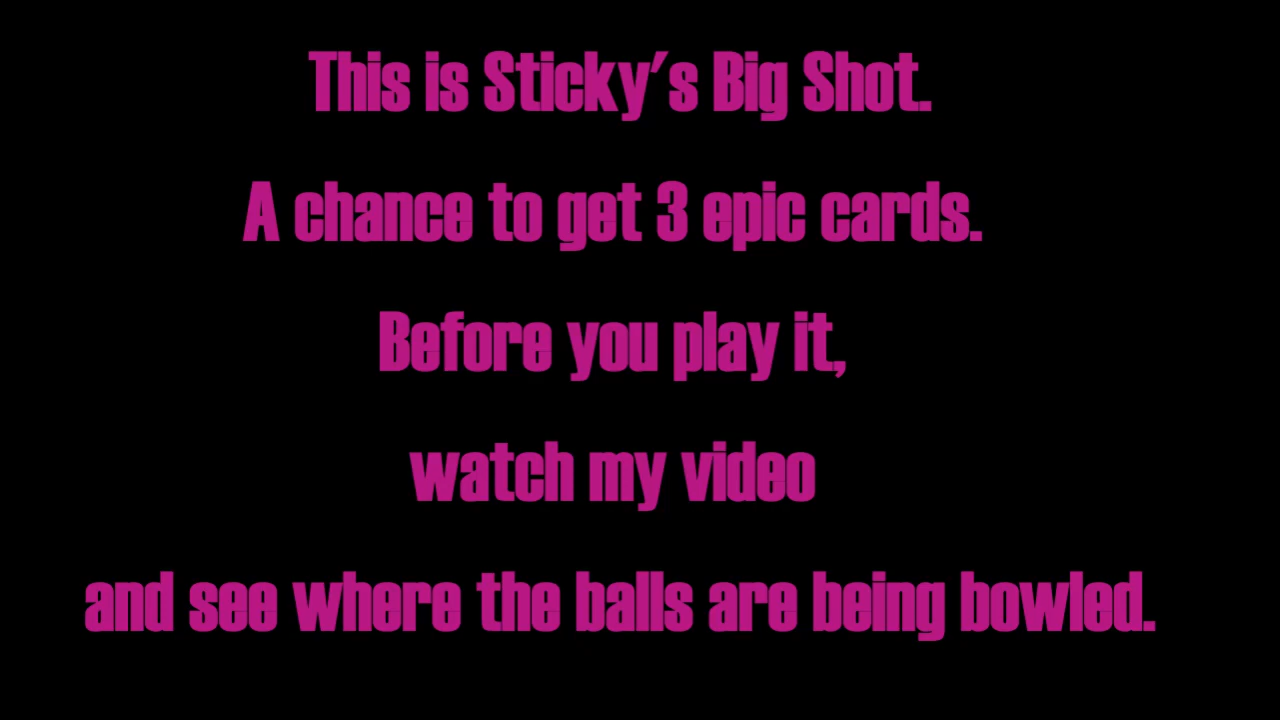 This is Sticky's Big Shot.
A chance to get 3 epic cards.
Before you play it,
watch my video
and see where the balls are being bowled.